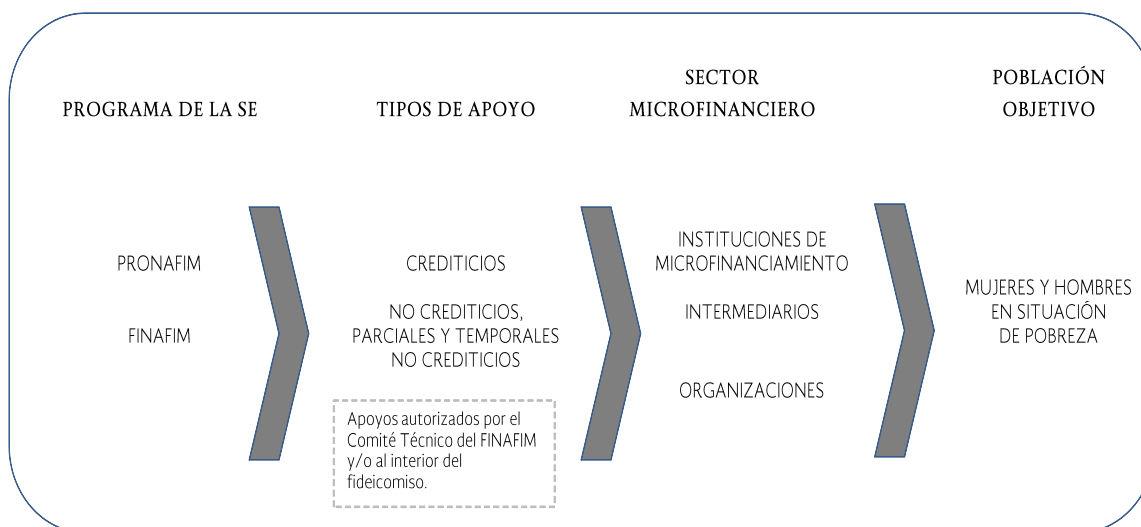 PROGRAMA DE LA SE
TIPOS DE APOYO
SECTOR
MICROFINANCIERO
POBLACIÓN
OBJETIVO
PRONAFIM
FINAFIM
CREDITICIOS
NO CREDITICIOS,
PARCIALES Y TEMPORALES
NO CREDITICIOS
Apoyos autorizados por el
Comité Técnico del FINAFIM
y/o al interior del
fideicomiso.
INSTITUCIONES DE
MICROFINANCIAMIENTO
INTERMEDIARIOS
ORGANIZACIONES
MUJERES Y HOMBRES
EN SITUACIÓN
DE POBREZA